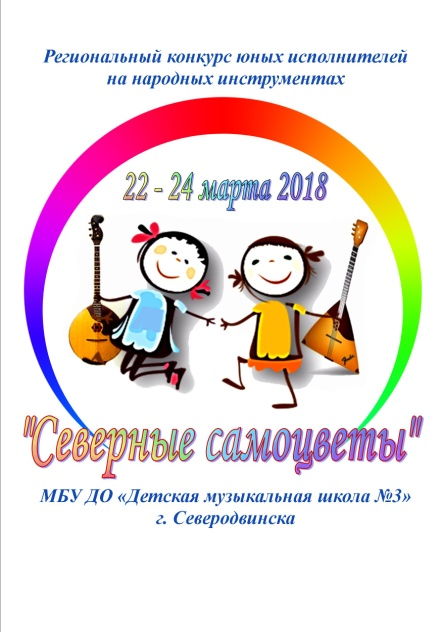 Региональный конкурс юных исполнителей
на народных инструментах
22 - 24 марта 2018
"Северные самоцветы"
МБУ ДО «Детская музыкальная школа №3»
г. Северодвинска